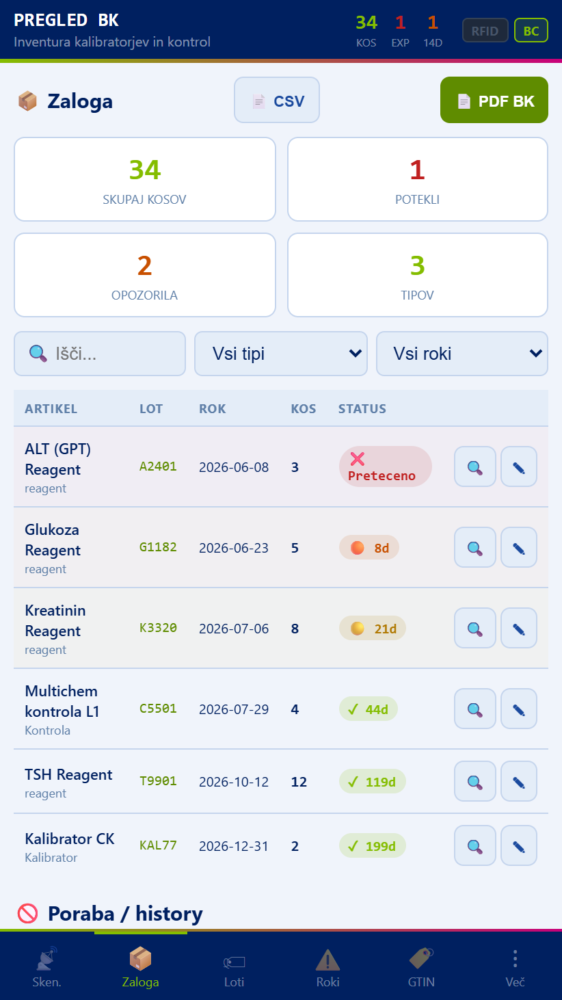 PREGLED BK
Inventura kalibratorjev in kontrol
34 1 1
KOS EXP 14D
RFID BC
Zaloga
CSV
PDF BK
34
SKUPAJ KOSOV
1
POTEKLI
2
OPOZORILA
3
TIPOV
Išči...
Vsi tipi
Vsi roki
ARTIKEL LOT ROK KOS STATUS
ALT (GPT)
Reagent
reagent
A2401 2026-06-08 3 Preteceno
Glukoza
Reagent
reagent
G1182 2026-06-23 5 8d
Kreatinin
Reagent
reagent
K3320 2026-07-06 8 21d
Multichem
kontrola L1
Kontrola
C5501 2026-07-29 4 ✓ 44d
TSH Reagent
reagent
T9901 2026-10-12 12 ✓ 119d
Kalibrator CK
Kalibrator
KAL77 2026-12-31 2 ✓ 199d
Poraba / history
Sken. Zaloga Loti Roki GTIN Več